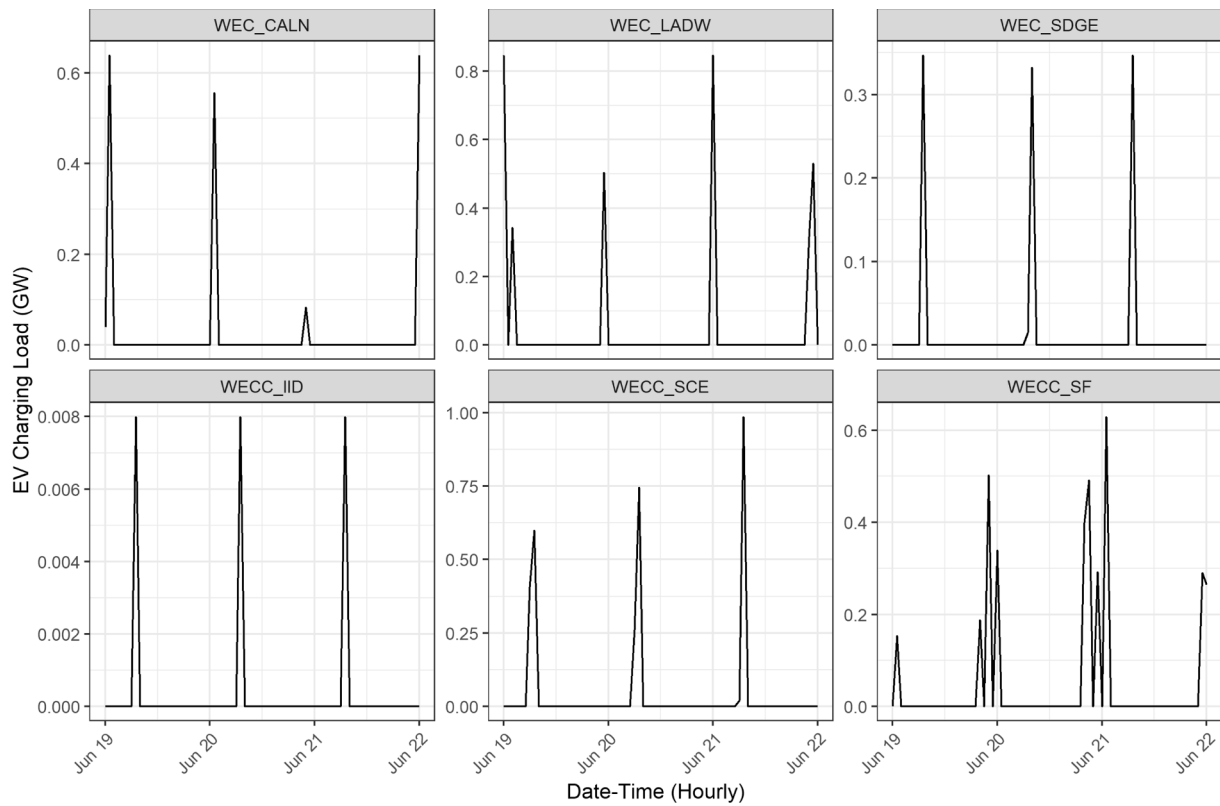 WEC_CALN
WEC_LADW
WEC_SDGE
0.6
0.4
0.2
0.0
0.8
0.6
0.4
0.2
0.0
0.3
0.2
0.1
0.0
EV Charging Load (GW)
WECC_IID
WECC_SCE
WECC_SF
0.008
0.006
0.004
0.002
0.000
1.00
0.75
0.50
0.25
0.00
0.6
0.4
0.2
0.0
Jun 19
Jun 20
Jun 21
Jun 22
Jun 19
Jun 20
Jun 21
Jun 22
Jun 19
Jun 20
Jun 21
Jun 22
Date-Time (Hourly)